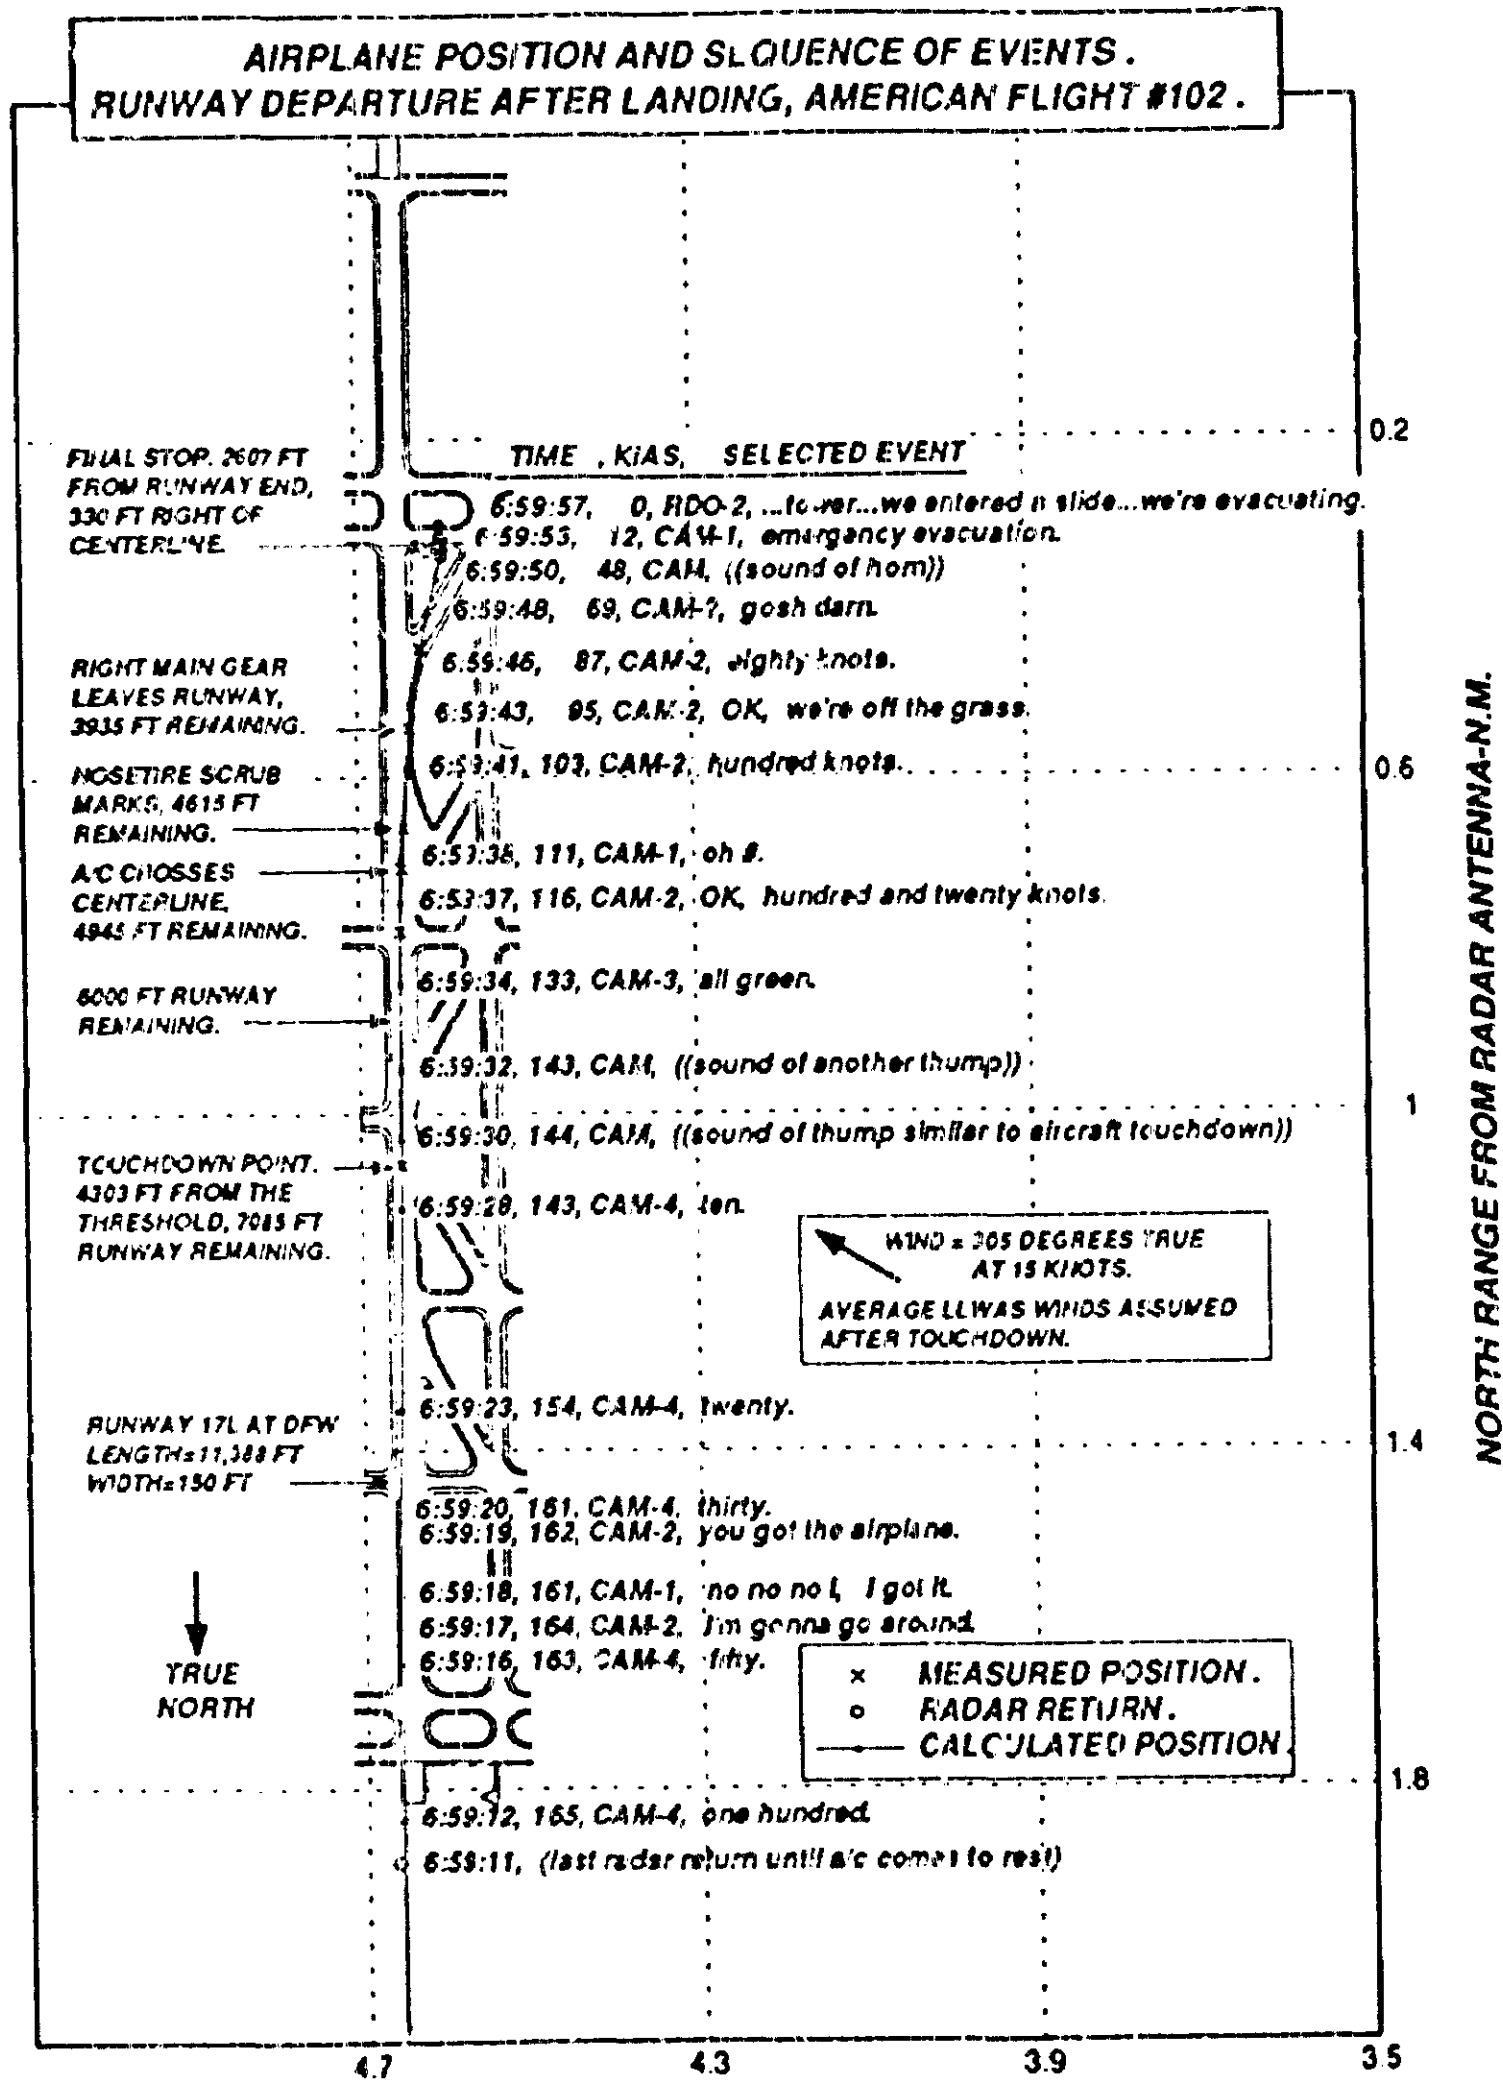 AIRPLANE POSITION AND SEQUENCE OF EVENTS.
RUNWAY DEPARTURE AFTER LANDING, AMERICAN FLIGHT #102.
TIME , KIAS, SELECTED EVENT
6:59:57, 0, RDO-2, ...tower...we entered a slide...we're evacuating.
6:59:53, 12, CAM-1, emergancy evacuation.
6:59:50, 48, CAM, ((sound of horn))
6:59:48, 69, CAM-?, gosh darn.
6:59:46, 87, CAM-2, eighty knots.
6:59:43, 95, CAM-2, OK, we're off the grass.
6:59:41, 103, CAM-2, hundred knots.
6:59:38, 111, CAM-1, oh #.
6:59:37, 116, CAM-2, OK, hundred and twenty knots.
6:59:34, 133, CAM-3, all green.
6:59:32, 143, CAM, ((sound of another thump))
6:59:30, 144, CAM, ((sound of thump similar to aircraft touchdown))
6:59:28, 143, CAM-4, ten.
6:59:23, 154, CAM-4, twenty.
6:59:20, 161, CAM-4, thirty.
6:59:19, 162, CAM-2, you got the airplane.
6:59:18, 161, CAM-1, no no no I, I got it.
6:59:17, 164, CAM-2, I'm gonna go around.
6:59:16, 163, CAM-4, fifty.
6:59:12, 165, CAM-4, one hundred.
6:59:11, (last radar return until a/c comes to rest)
FINAL STOP. 2607 FT
FROM RUNWAY END,
330 FT RIGHT OF
CENTERLINE.
RIGHT MAIN GEAR
LEAVES RUNWAY,
3935 FT REMAINING.
NOSETIRE SCRUB
MARKS, 4615 FT
REMAINING.
A/C CROSSES
CENTERLINE,
4945 FT REMAINING.
6000 FT RUNWAY
REMAINING.
TOUCHDOWN POINT.
4303 FT FROM THE
THRESHOLD, 7085 FT
RUNWAY REMAINING.
RUNWAY 17L AT DFW
LENGTH=11,388 FT
WIDTH=150 FT
TRUE
NORTH
WIND = 305 DEGREES TRUE
AT 15 KNOTS.
AVERAGE LLWAS WINDS ASSUMED
AFTER TOUCHDOWN.
x MEASURED POSITION.
o RADAR RETURN.
CALCULATED POSITION.
0.2
0.6
1
1.4
1.8
NORTH RANGE FROM RADAR ANTENNA-N.M.
4.7 4.3 3.9 3.5